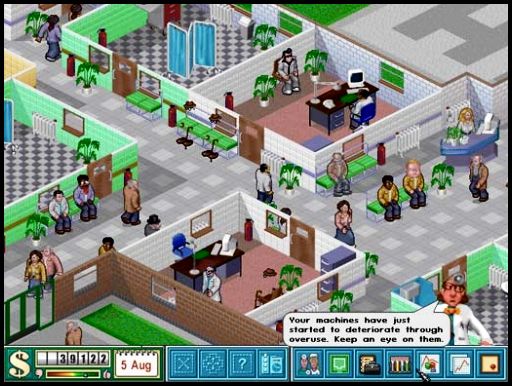 Your machines have just
started to deteriorate through
overuse. Keep an eye on them.
$
39122
5 Aug
?